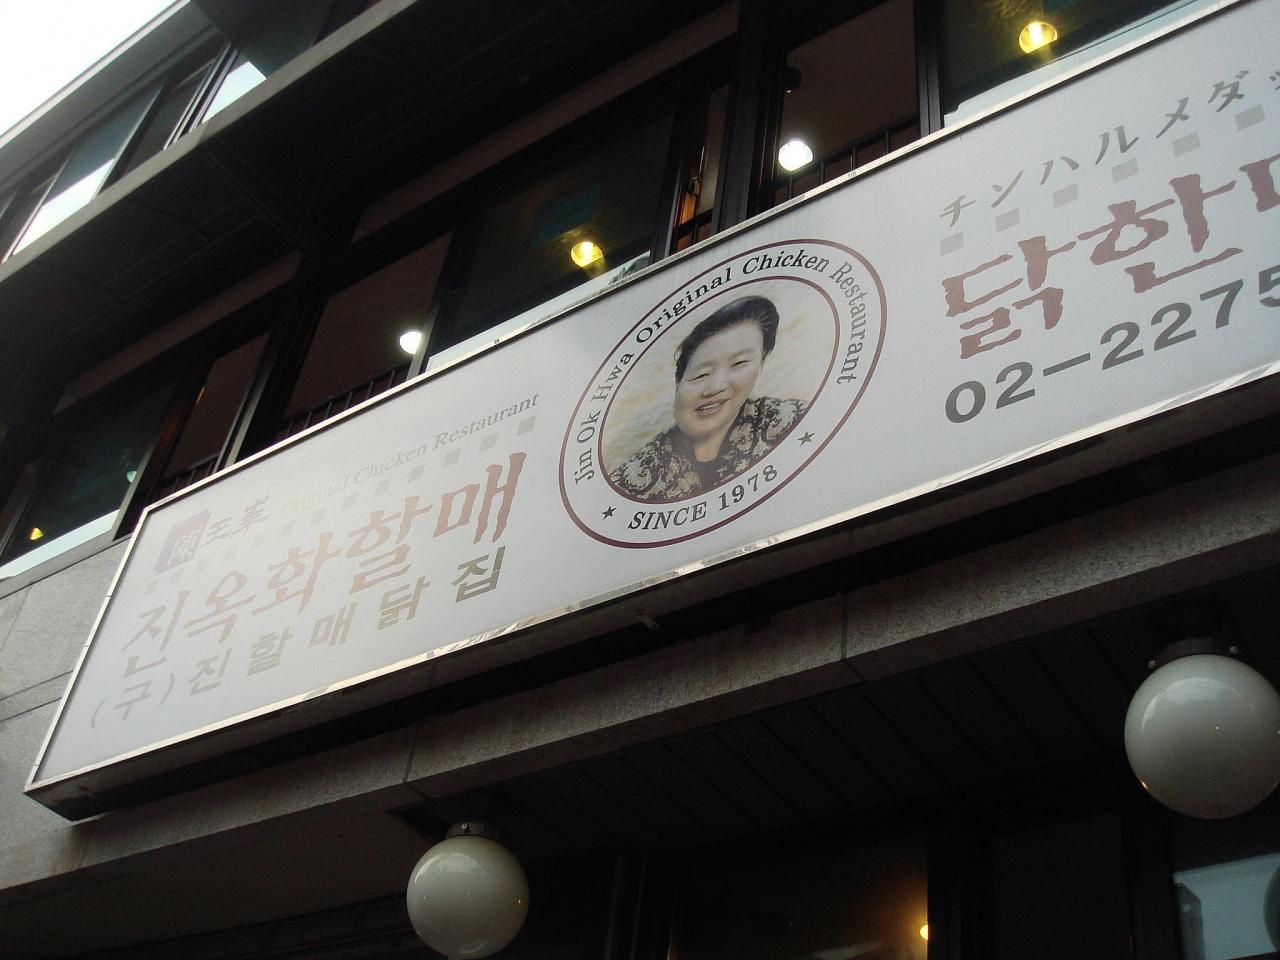 陳玉華 Original Chicken Restaurant
진옥화할매
(구)진할매닭집
Jin Ok Hwa Original Chicken Restaurant
★ SINCE 1978 ★
チンハルメダッ
닭한
02-2275